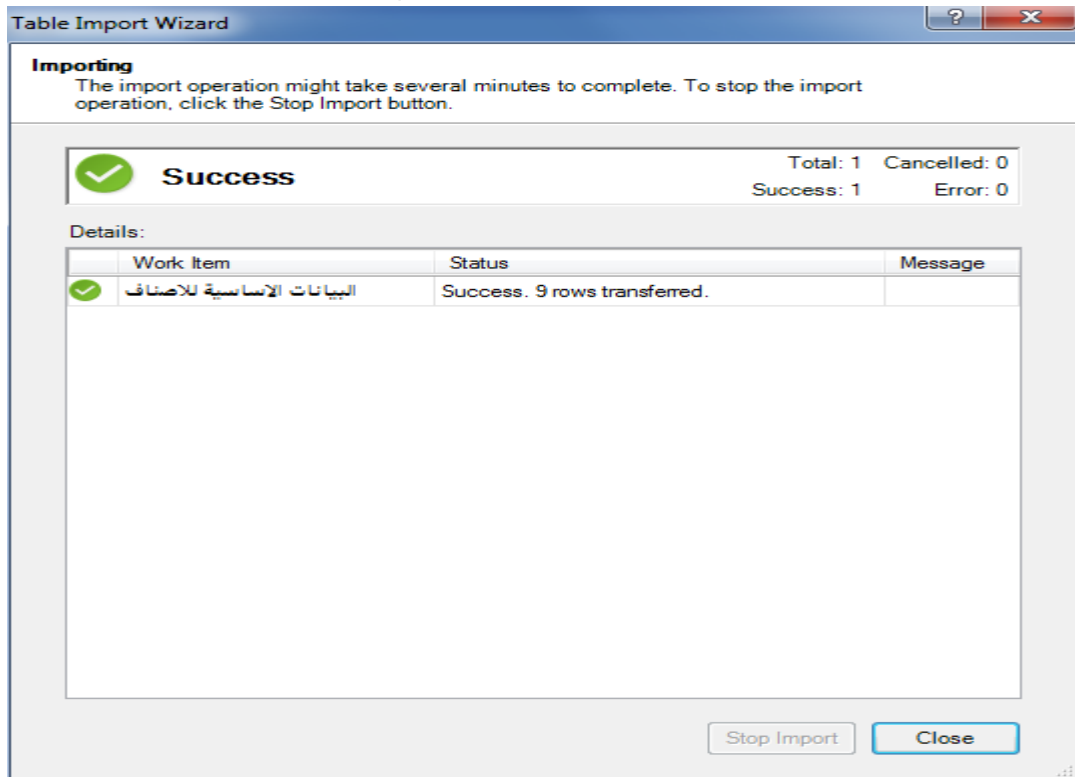 Table Import Wizard
Importing
The import operation might take several minutes to complete. To stop the import
operation, click the Stop Import button.
Success
Total: 1 Cancelled: 0
Success: 1 Error: 0
Details:
Work Item Status Message
البيانات الاساسية للاصناف Success. 9 rows transferred.
Stop Import Close